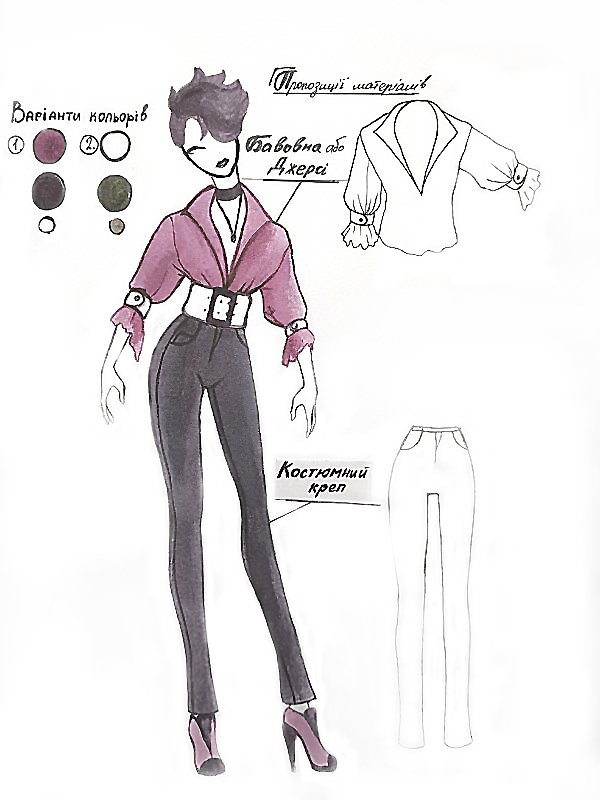 Пропозиції матеріалів
Варіанти кольорів
1 2.
Бавовна або
Джерсі
Костюмний
креп